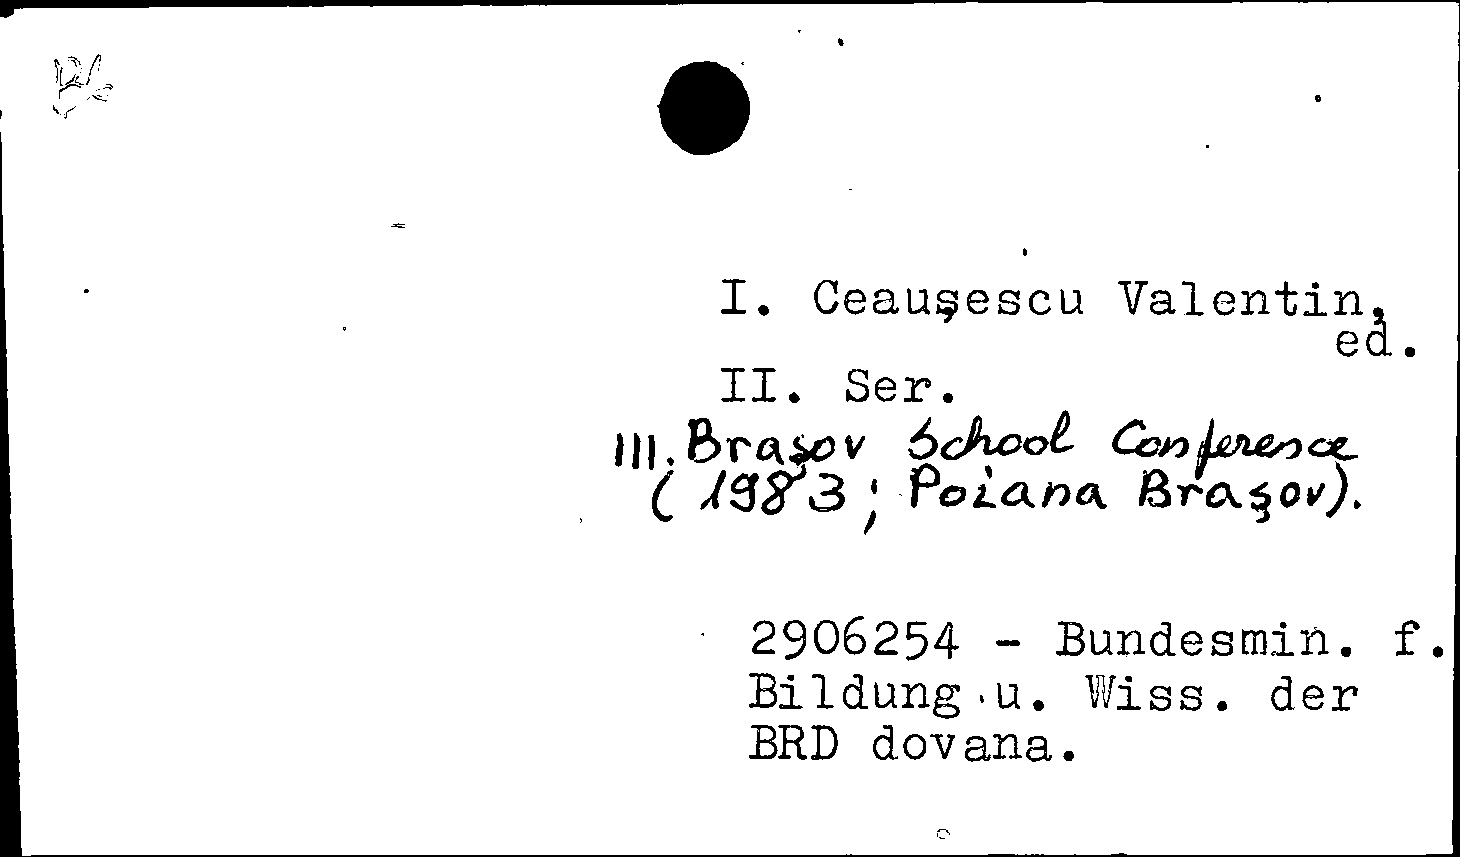 I. Ceaușescu Valentin,
ed.
II. Ser.
III. Brașov School Conference
(1983; Poiana Brașov).
2906254 - Bundesmin. f.
Bildung u. Wiss. der
BRD dovana.